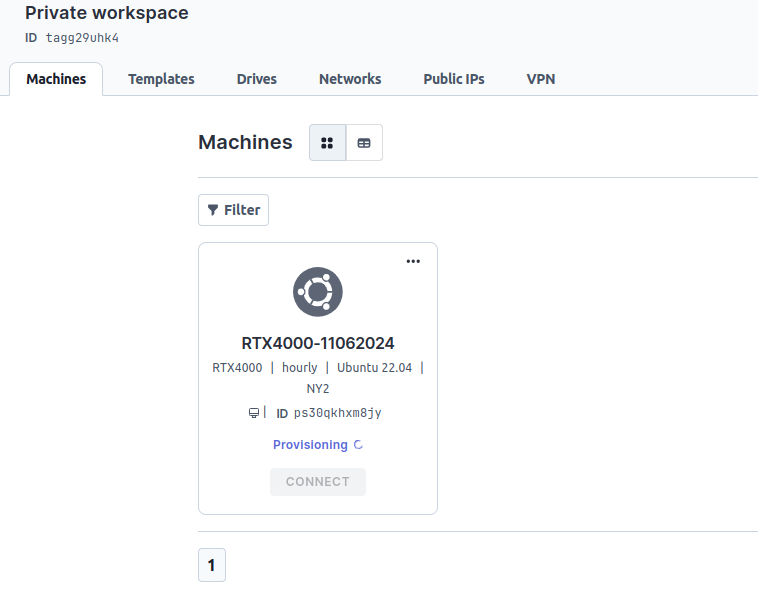 Private workspace
ID tagg29uhk4
Machines Templates Drives Networks Public IPs VPN
Machines
Filter
RTX4000-11062024
RTX4000 | hourly | Ubuntu 22.04 |
NY2
| ID ps30qkhxm8jy
Provisioning
CONNECT
1